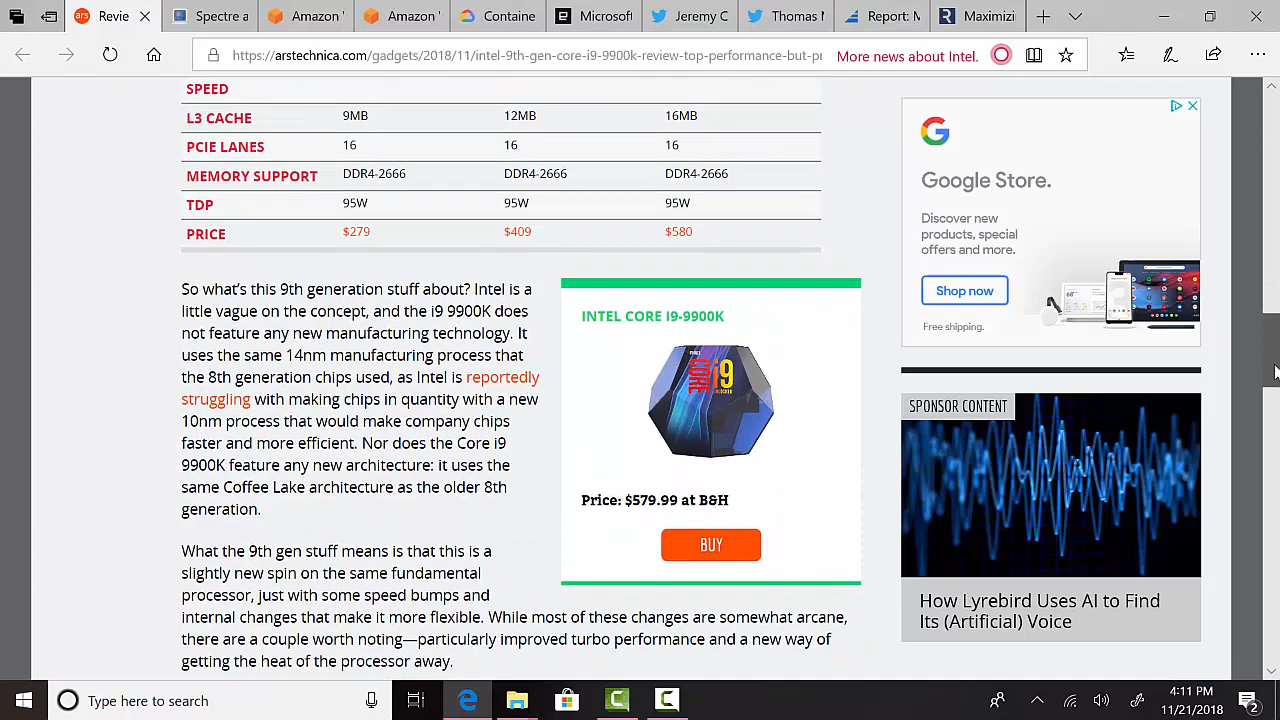 Revie
Spectre a
Amazon
Amazon
Containe
Microsoft
Jeremy C
Thomas
Report:
Maximizi
https://arstechnica.com/gadgets/2018/11/intel-9th-gen-core-i9-9900k-review-top-performance-but-pr
More news about Intel.
SPEED
L3 CACHE 9MB 12MB 16MB
PCIE LANES 16 16 16
MEMORY SUPPORT DDR4-2666 DDR4-2666 DDR4-2666
TDP 95W 95W 95W
PRICE $279 $409 $580
So what's this 9th generation stuff about? Intel is a
little vague on the concept, and the i9 9900K does
not feature any new manufacturing technology. It
uses the same 14nm manufacturing process that
the 8th generation chips used, as Intel is reportedly
struggling with making chips in quantity with a new
10nm process that would make company chips
faster and more efficient. Nor does the Core i9
9900K feature any new architecture: it uses the
same Coffee Lake architecture as the older 8th
generation.
What the 9th gen stuff means is that this is a
slightly new spin on the same fundamental
processor, just with some speed bumps and
internal changes that make it more flexible. While most of these changes are somewhat arcane,
there are a couple worth noting—particularly improved turbo performance and a new way of
getting the heat of the processor away.
INTEL CORE I9-9900K
CORE i9
Price: $579.99 at B&H
BUY
Google Store.
Discover new
products, special
offers and more.
Shop now
Free shipping.
SPONSOR CONTENT
How Lyrebird Uses AI to Find
Its (Artificial) Voice
Type here to search
4:11 PM
11/21/2018
2